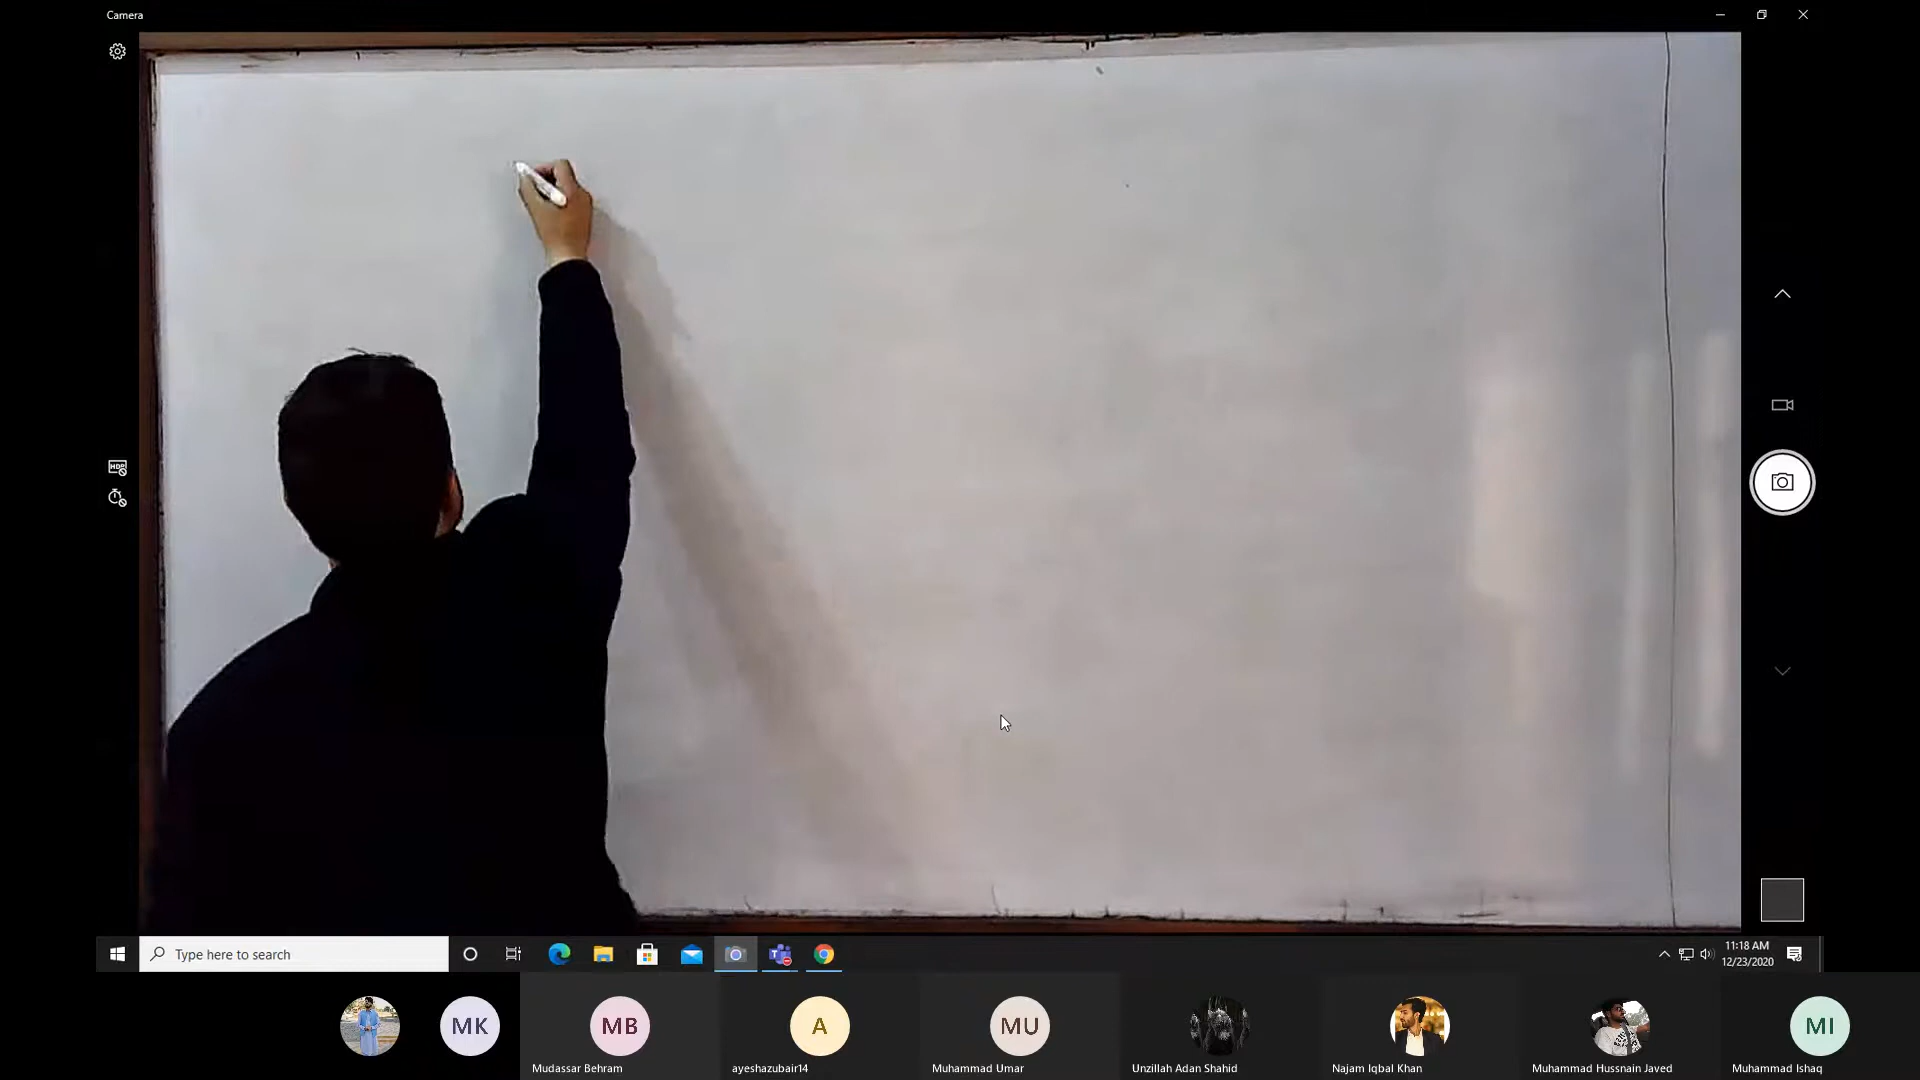 Camera
Type here to search
11:18 AM
12/23/2020
MK
MB
A
MU
MI
Mudassar Behram
ayeshazubair14
Muhammad Umar
Unzillah Adan Shahid
Najam Iqbal Khan
Muhammad Hussnain Javed
Muhammad Ishaq